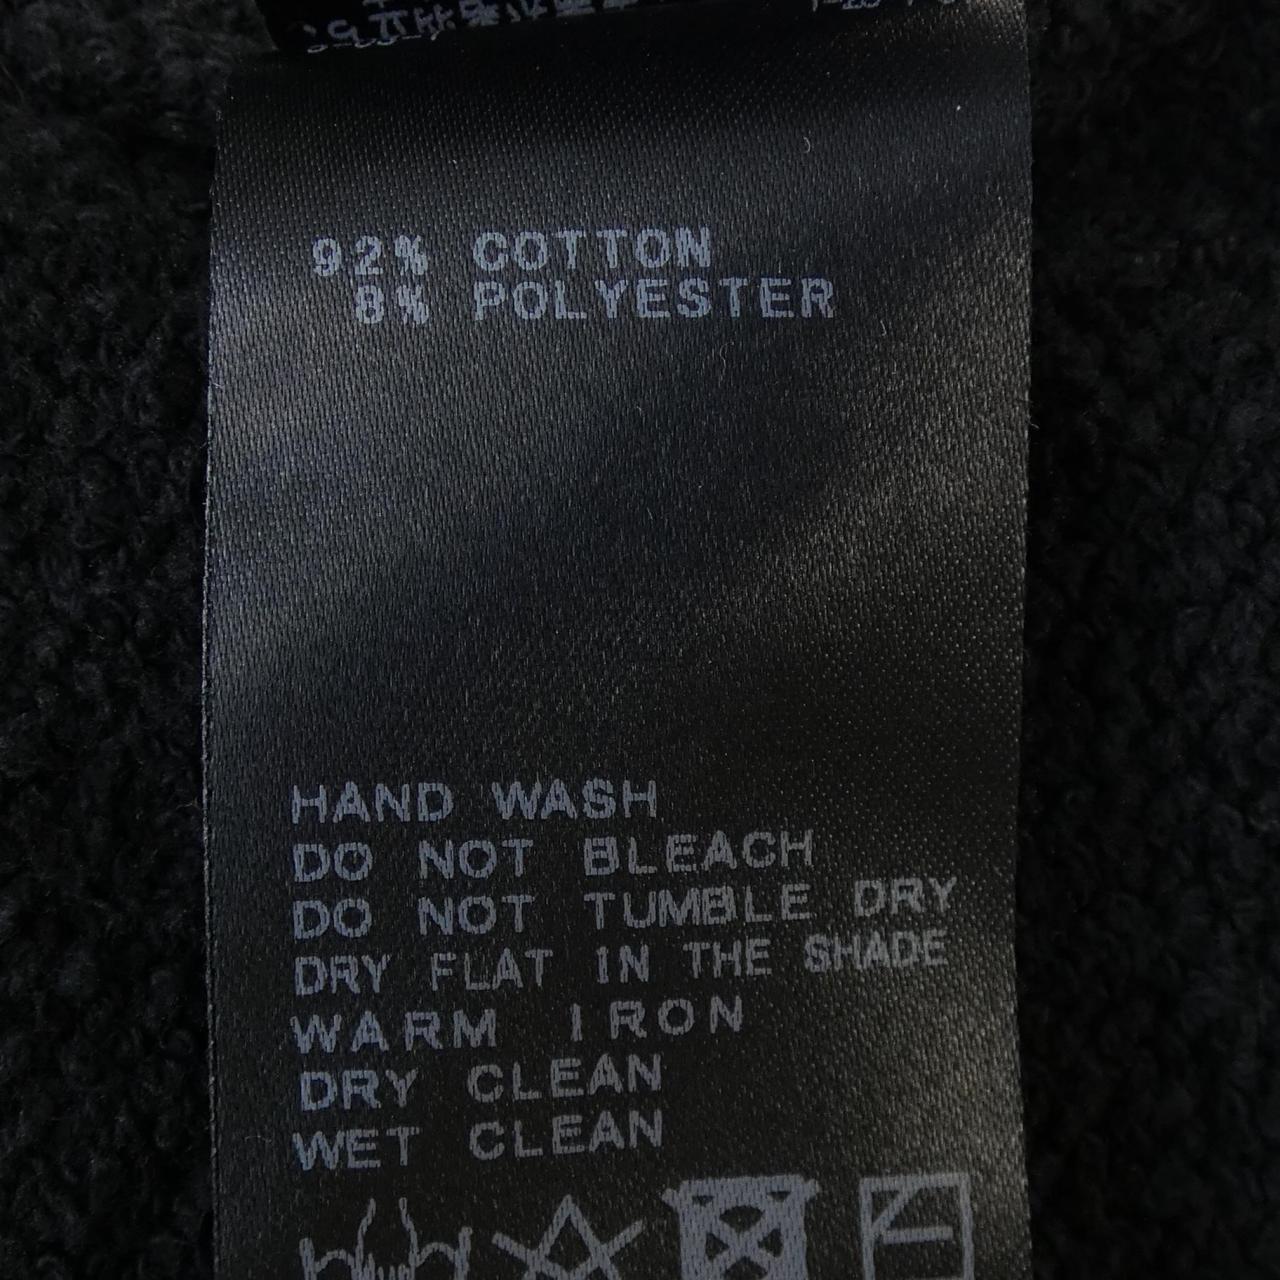 92% COTTON
8% POLYESTER
HAND WASH
DO NOT BLEACH
DO NOT TUMBLE DRY
DRY FLAT IN THE SHADE
WARM IRON
DRY CLEAN
WET CLEAN